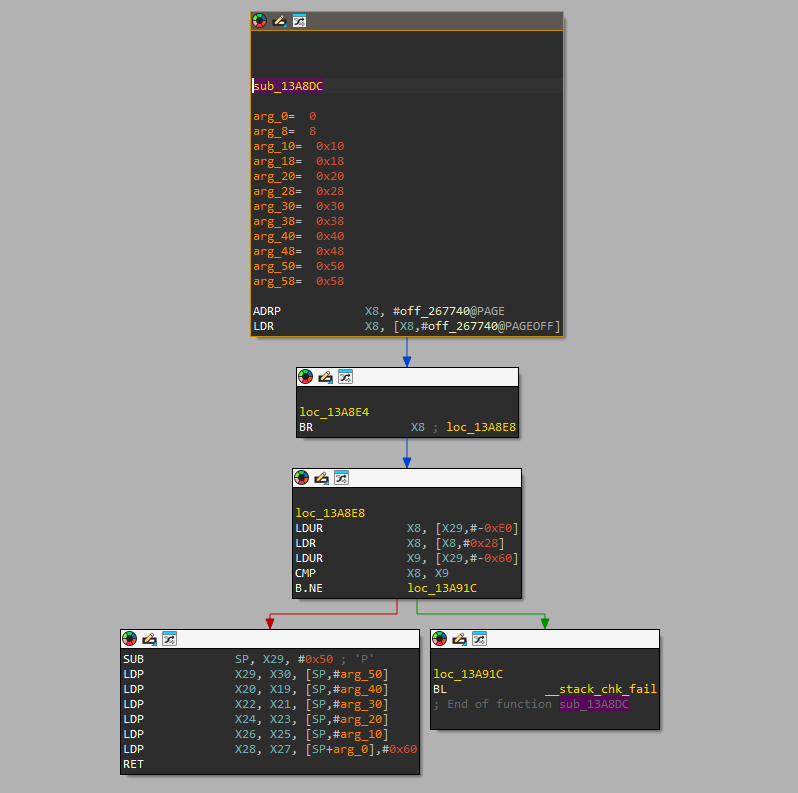 sub_13A8DC
arg_0= 0
arg_8= 8
arg_10= 0x10
arg_18= 0x18
arg_20= 0x20
arg_28= 0x28
arg_30= 0x30
arg_38= 0x38
arg_40= 0x40
arg_48= 0x48
arg_50= 0x50
arg_58= 0x58
ADRP X8, #off_267740@PAGE
LDR X8, [X8,#off_267740@PAGEOFF]
loc_13A8E4
BR X8 ; loc_13A8E8
loc_13A8E8
LDUR X8, [X29,#-0xE0]
LDR X8, [X8,#0x28]
LDUR X9, [X29,#-0x60]
CMP X8, X9
B.NE loc_13A91C
SUB SP, X29, #0x50 ; 'P'
LDP X29, X30, [SP,#arg_50]
LDP X20, X19, [SP,#arg_40]
LDP X22, X21, [SP,#arg_30]
LDP X24, X23, [SP,#arg_20]
LDP X26, X25, [SP,#arg_10]
LDP X28, X27, [SP+arg_0],#0x60
RET
loc_13A91C
BL __stack_chk_fail
; End of function sub_13A8DC